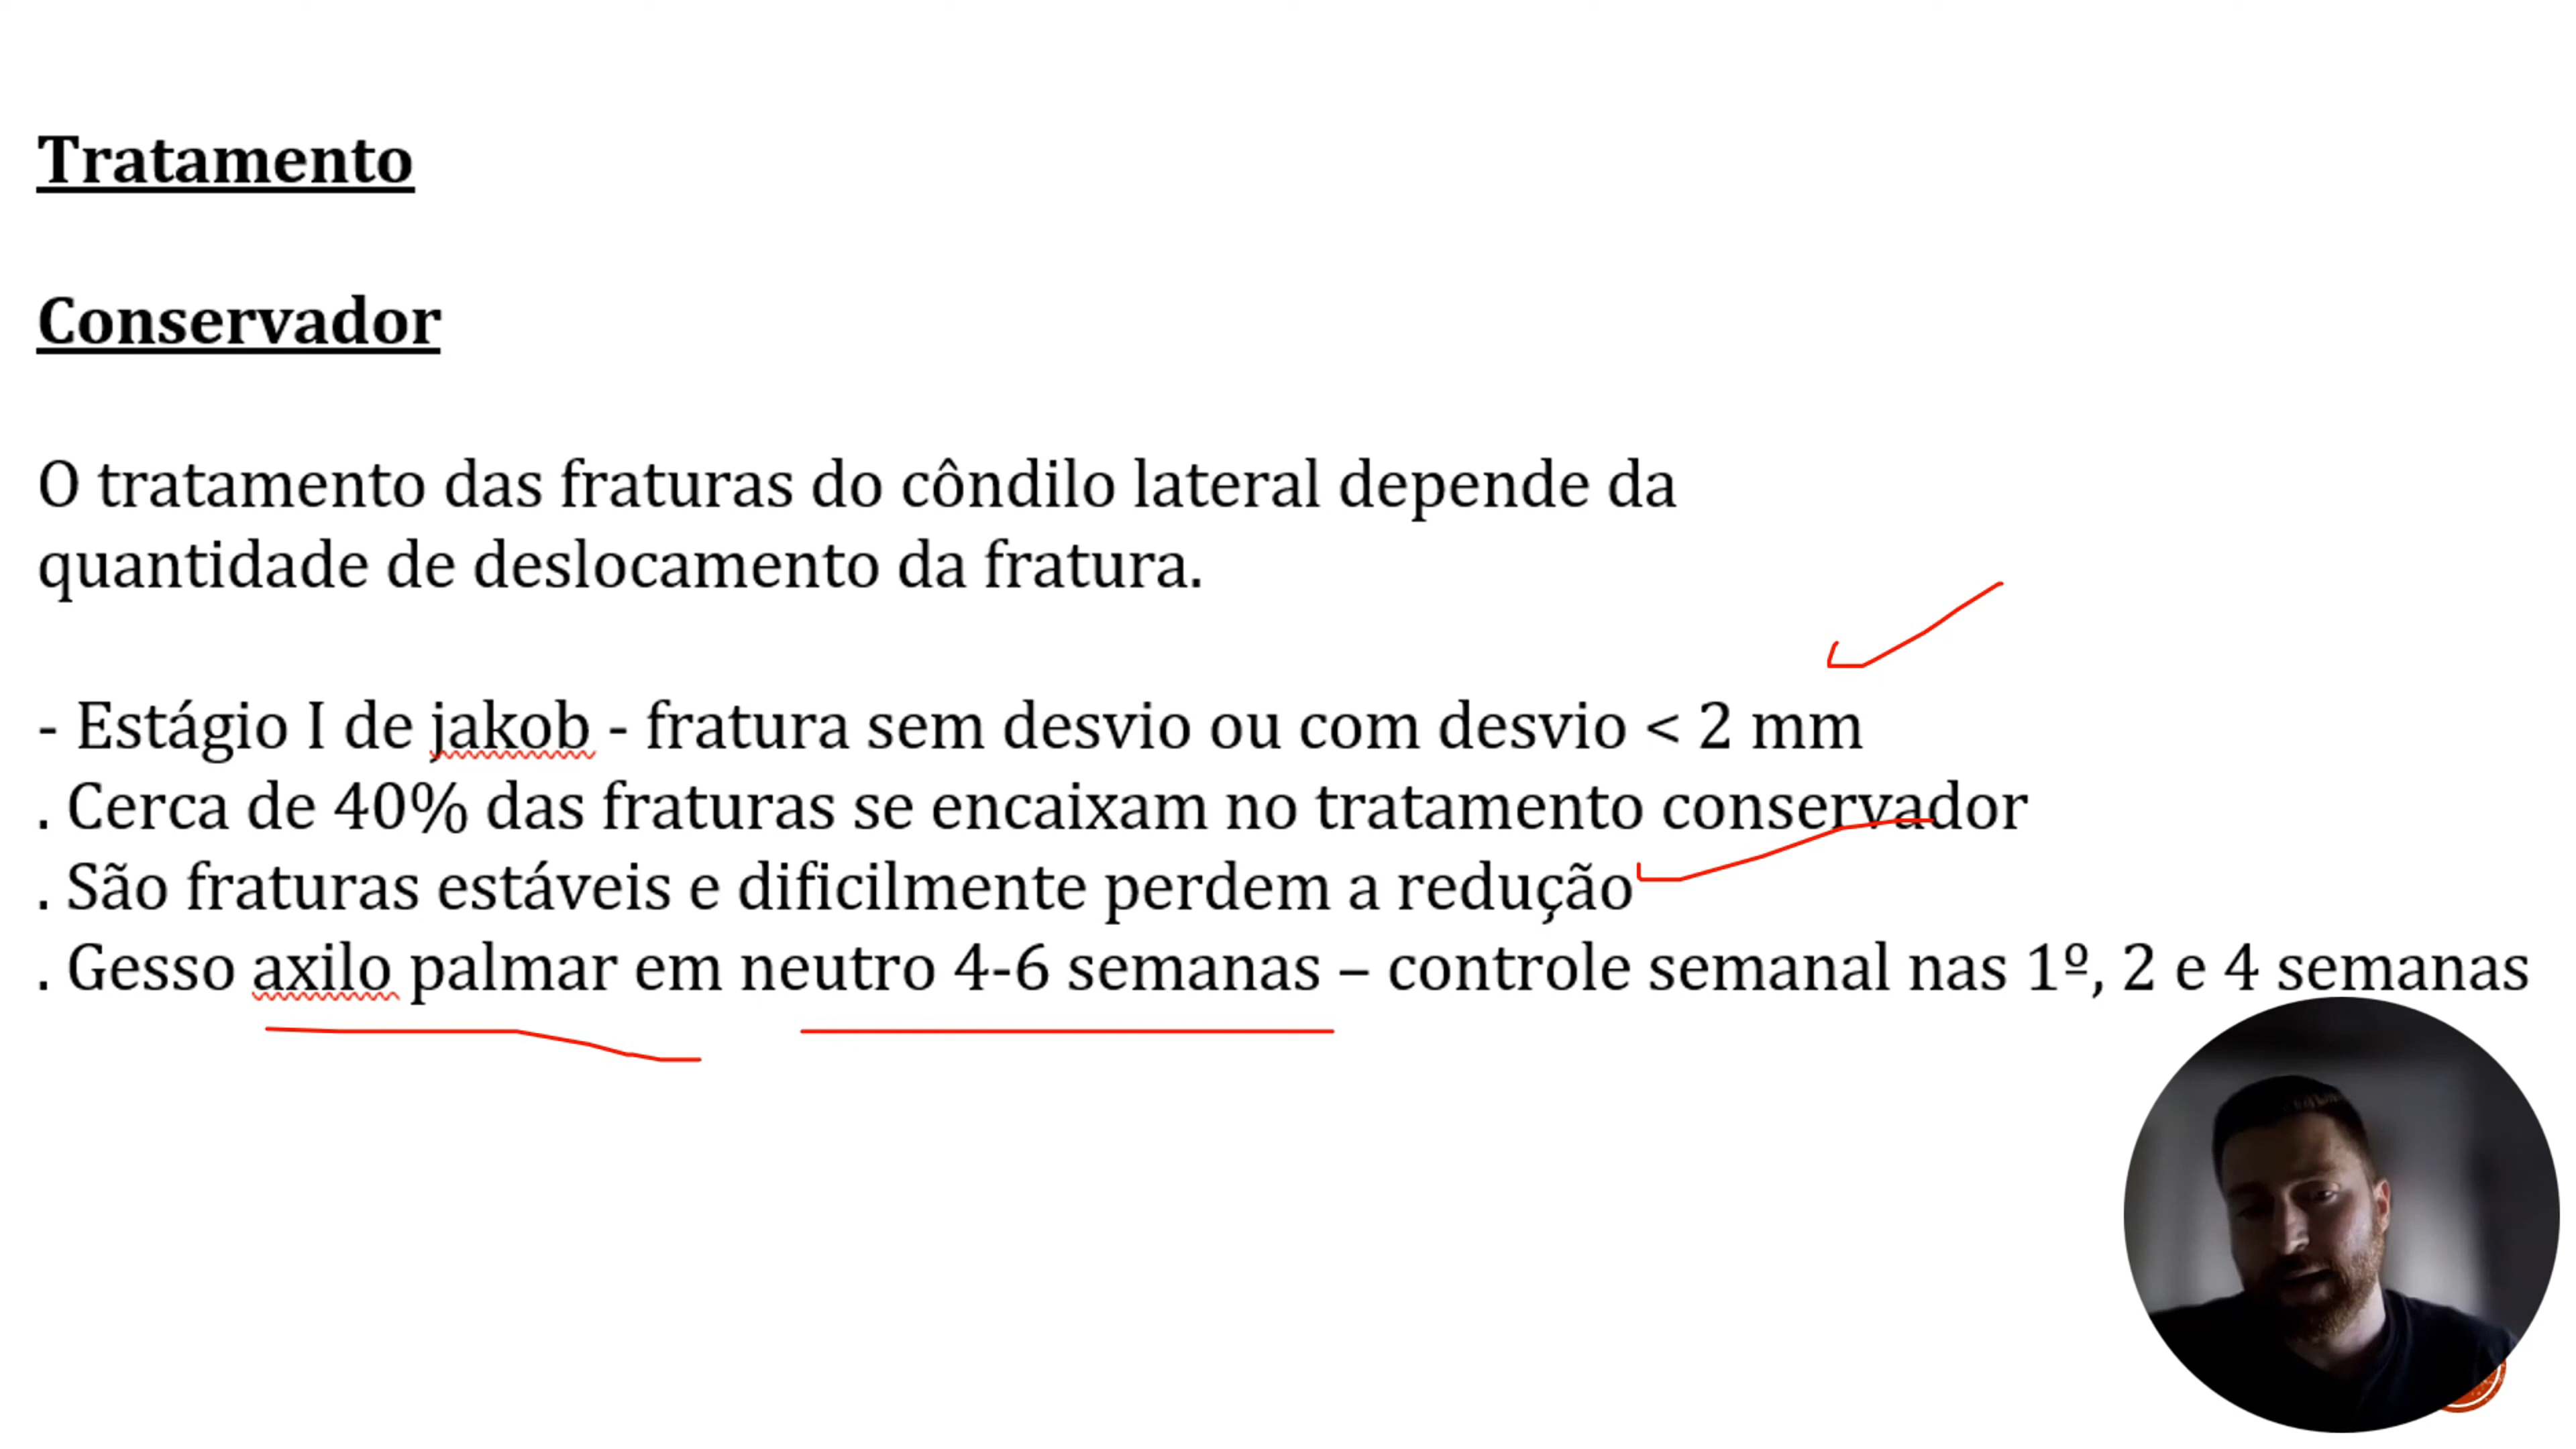 Tratamento
Conservador
O tratamento das fraturas do côndilo lateral depende da
quantidade de deslocamento da fratura.
- Estágio I de jakob - fratura sem desvio ou com desvio < 2 mm
. Cerca de 40% das fraturas se encaixam no tratamento conservador
. São fraturas estáveis e dificilmente perdem a redução
. Gesso axilo palmar em neutro 4-6 semanas – controle semanal nas 1º, 2 e 4 semanas